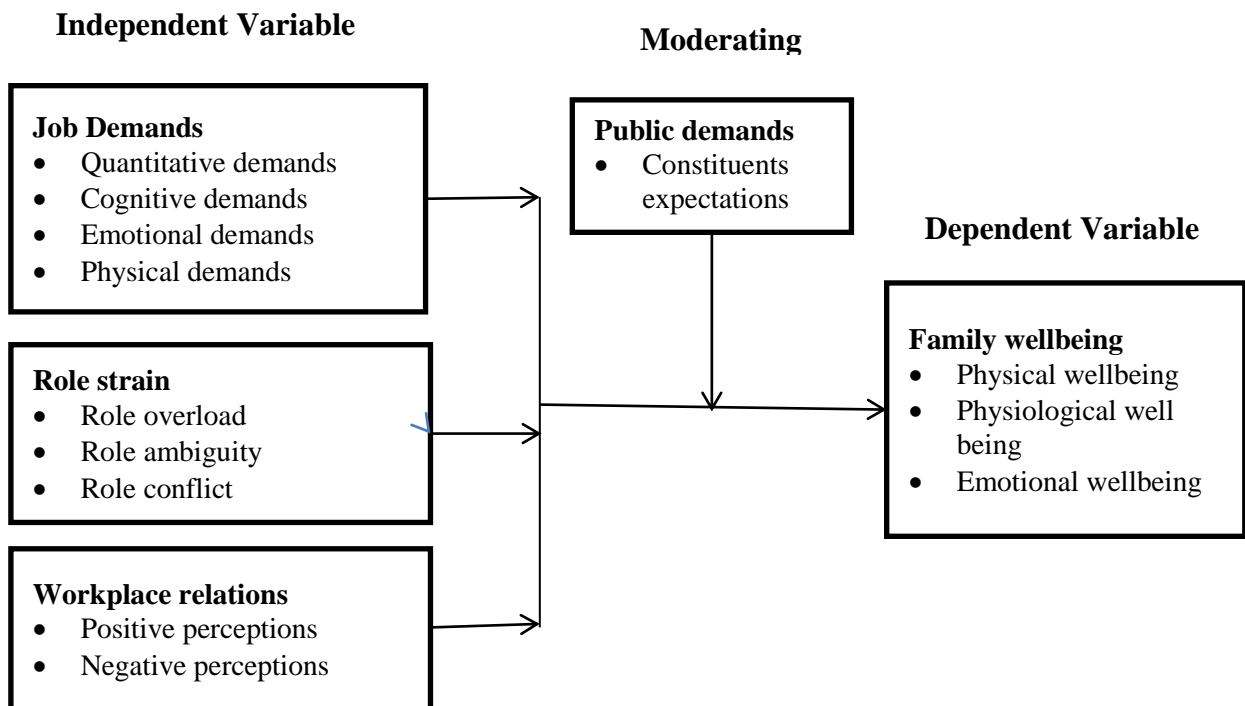 Independent Variable
Job Demands
• Quantitative demands
• Cognitive demands
• Emotional demands
• Physical demands
Role strain
• Role overload
• Role ambiguity
• Role conflict
Workplace relations
• Positive perceptions
• Negative perceptions
Moderating
Public demands
• Constituents
expectations
Dependent Variable
Family wellbeing
• Physical wellbeing
• Physiological well
being
• Emotional wellbeing